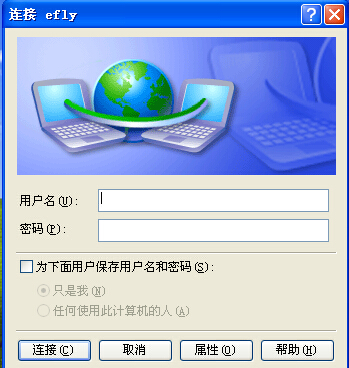 连接 efly
用户名(U):
密码(P):
为下面用户保存用户名和密码(S):
只是我(N)
任何使用此计算机的人(A)
连接(C) 取消 属性(O) 帮助(H)